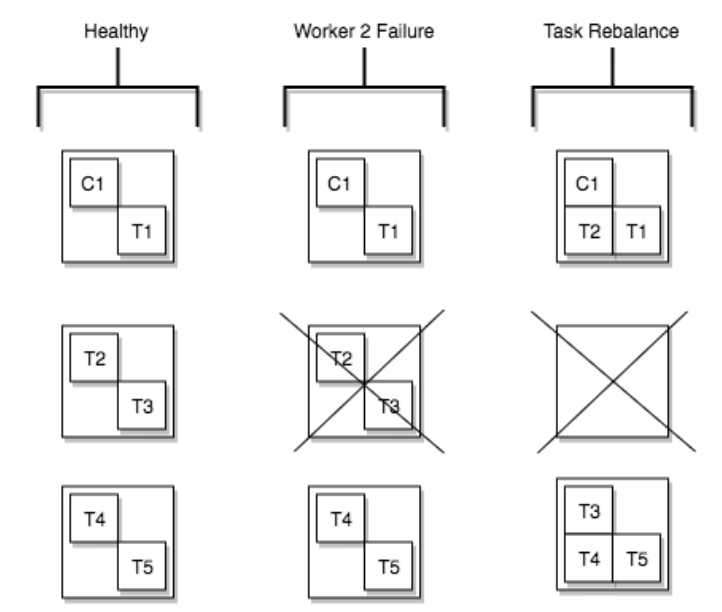 Healthy
Worker 2 Failure
Task Rebalance
C1
T1
C1
T1
C1
T2
T1
T2
T3
T2
T3
T4
T5
T4
T5
T3
T4
T5